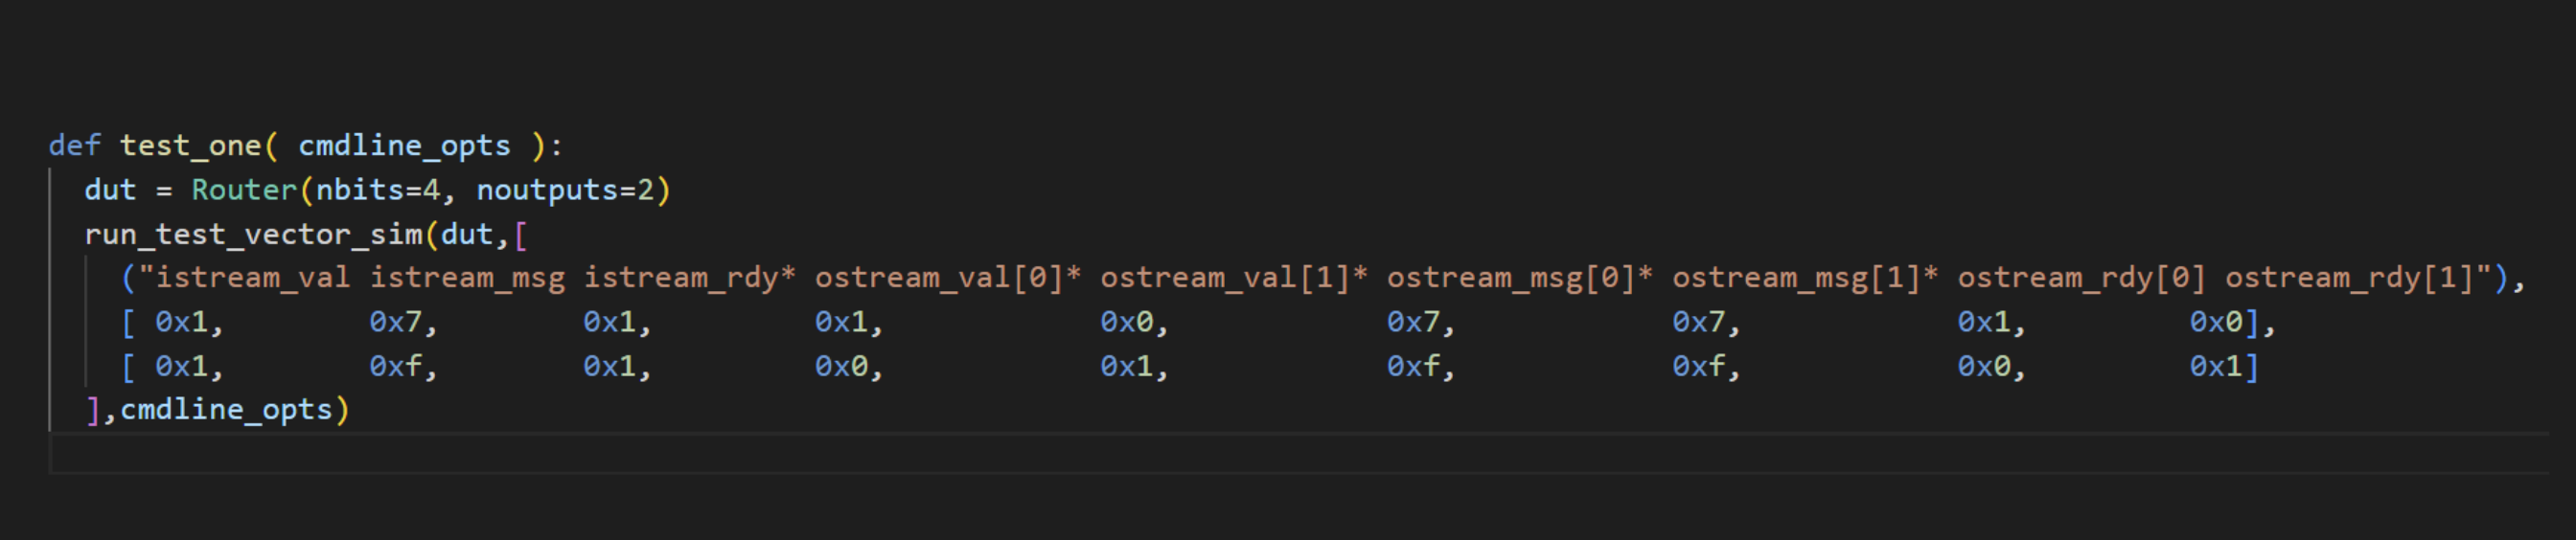 def test_one( cmdline_opts ):
  dut = Router(nbits=4, noutputs=2)
  run_test_vector_sim(dut,[
    ("istream_val istream_msg istream_rdy* ostream_val[0]* ostream_val[1]* ostream_msg[0]* ostream_msg[1]* ostream_rdy[0] ostream_rdy[1]"),
    [ 0x1,        0x7,        0x1,         0x1,            0x0,            0x7,            0x7,            0x1,         0x0],
    [ 0x1,        0xf,        0x1,         0x0,            0x1,            0xf,            0xf,            0x0,         0x1]
  ],cmdline_opts)